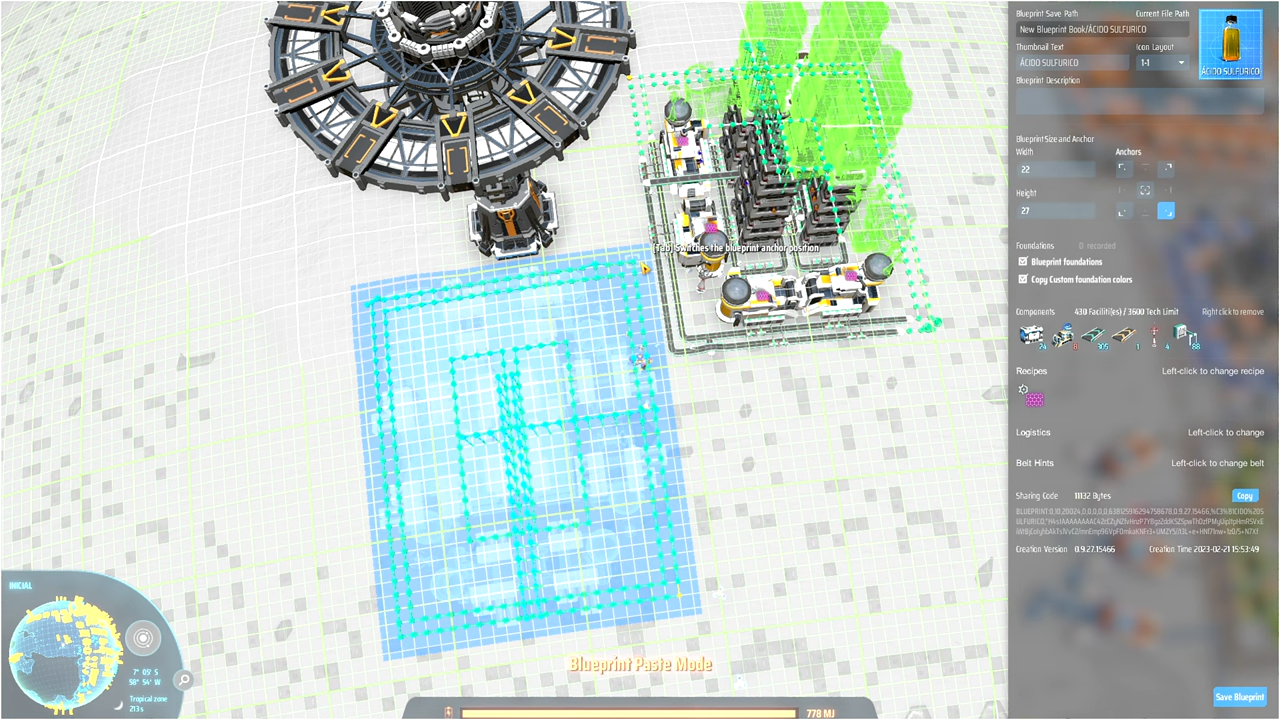 Blueprint Save Path
Current File Path
New Blueprint Book/ÁCIDO SULFURICO
Thumbnail Text
Icon Layout
ÁCIDO SULFURICO
1-1
ÁCIDO SULFURICO
Blueprint Description
Blueprint Size and Anchor
Width
Anchors
22
Height
27
[Tab] Switches the blueprint anchor position
Foundations
0 recorded
Blueprint foundations
Copy Custom foundation colors
Components
430 Faciliti(es) / 3600 Tech Limit
Right click to remove
24
8
305
1
4
88
Recipes
Left-click to change recipe
Logistics
Left-click to change
Belt Hints
Left-click to change belt
Sharing Code
11132 Bytes
Copy
Creation Version
0.9.27.15466
Creation Time 2023-02-21 15:53:49
INICIAL
7° 05' S
Tropical zone
213 s
Blueprint Paste Mode
778 MJ
Save Blueprint